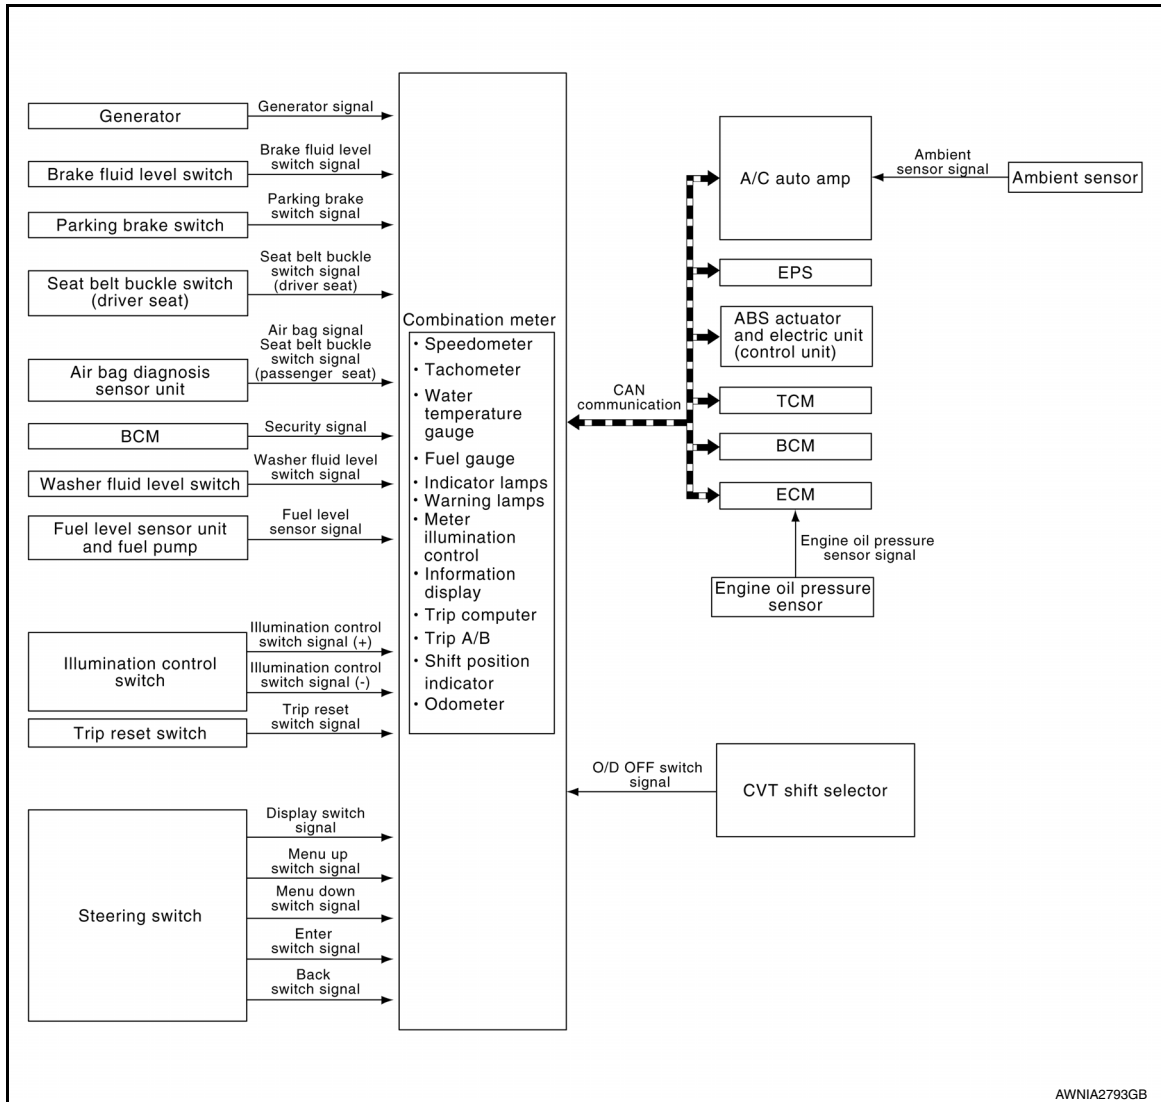 Generator
Generator signal
Brake fluid level switch
Brake fluid level
switch signal
Parking brake switch
Parking brake
switch signal
Seat belt buckle switch
(driver seat)
Seat belt buckle
switch signal
(driver seat)
Air bag diagnosis
sensor unit
Air bag signal
Seat belt buckle
switch signal
(passenger seat)
BCM
Security signal
Washer fluid level switch
Washer fluid level
switch signal
Fuel level sensor unit
and fuel pump
Fuel level
sensor signal
Illumination control
switch
Illumination control
switch signal (+)
Illumination control
switch signal (-)
Trip reset switch
Trip reset
switch signal
Steering switch
Display switch
signal
Menu up
switch signal
Menu down
switch signal
Enter
switch signal
Back
switch signal
Combination meter
· Speedometer
· Tachometer
· Water
temperature
gauge
· Fuel gauge
· Indicator lamps
· Warning lamps
· Meter
illumination
control
· Information
display
· Trip computer
· Trip A/B
· Shift position
indicator
· Odometer
CAN
communication
A/C auto amp
Ambient
sensor signal
Ambient sensor
EPS
ABS actuator
and electric unit
(control unit)
TCM
BCM
ECM
Engine oil pressure
sensor signal
Engine oil pressure
sensor
O/D OFF switch
signal
CVT shift selector
AWNIA2793GB